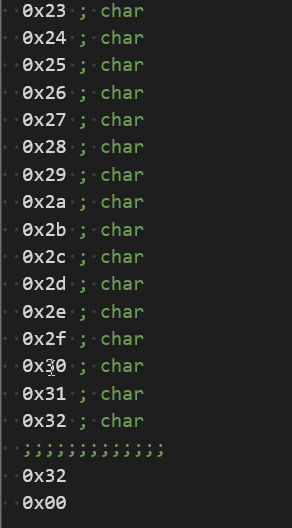 0x23 ; char
0x24 ; char
0x25 ; char
0x26 ; char
0x27 ; char
0x28 ; char
0x29 ; char
0x2a ; char
0x2b ; char
0x2c ; char
0x2d ; char
0x2e ; char
0x2f ; char
0x30 ; char
0x31 ; char
0x32 ; char
;;;;;;;;;;;;;
0x32
0x00